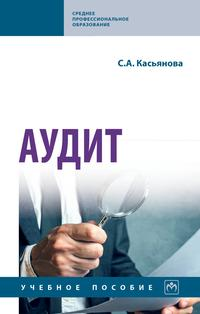 СРЕДНЕЕ
ПРОФЕССИОНАЛЬНОЕ
ОБРАЗОВАНИЕ
С.А. Касьянова
АУДИТ
УЧЕБНОЕ ПОСОБИЕ